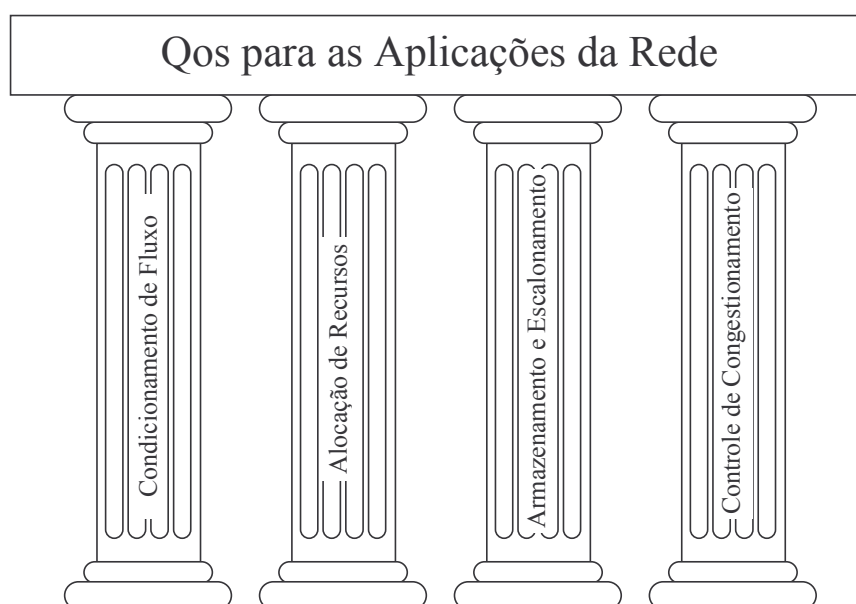 Qos para as Aplicações da Rede
Condicionamento de Fluxo
Alocação de Recursos
Armazenamento e Escalonamento
Controle de Congestionamento